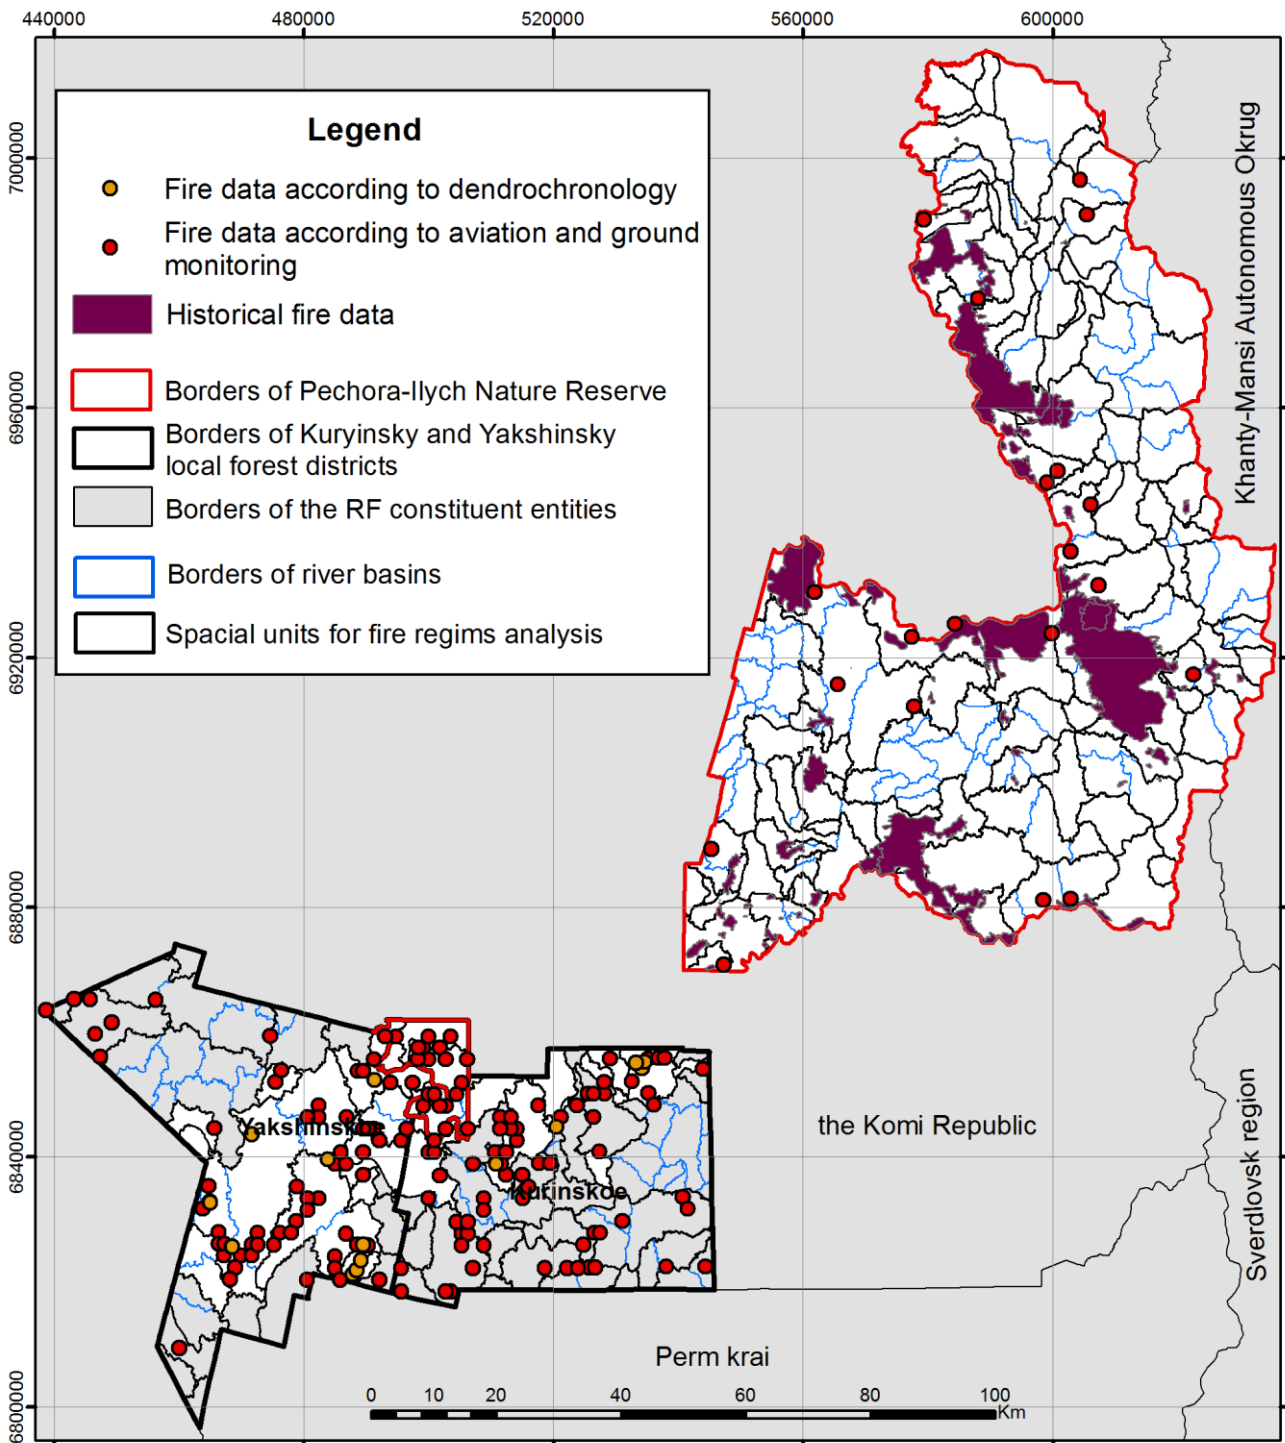 440000 480000 520000 560000 600000
Legend
Fire data according to dendrochronology
Fire data according to aviation and ground
monitoring
Historical fire data
Borders of Pechora-Ilych Nature Reserve
Borders of Kuryinsky and Yakshinsky
local forest districts
Borders of the RF constituent entities
Borders of river basins
Spacial units for fire regims analysis
7000000
6960000
6920000
6880000
6840000
6800000
Khanty-Mansi Autonomous Okrug
Sverdlovsk region
Yakshinskoe
Kurinskoe
the Komi Republic
Perm krai
0 10 20 40 60 80 100
Km